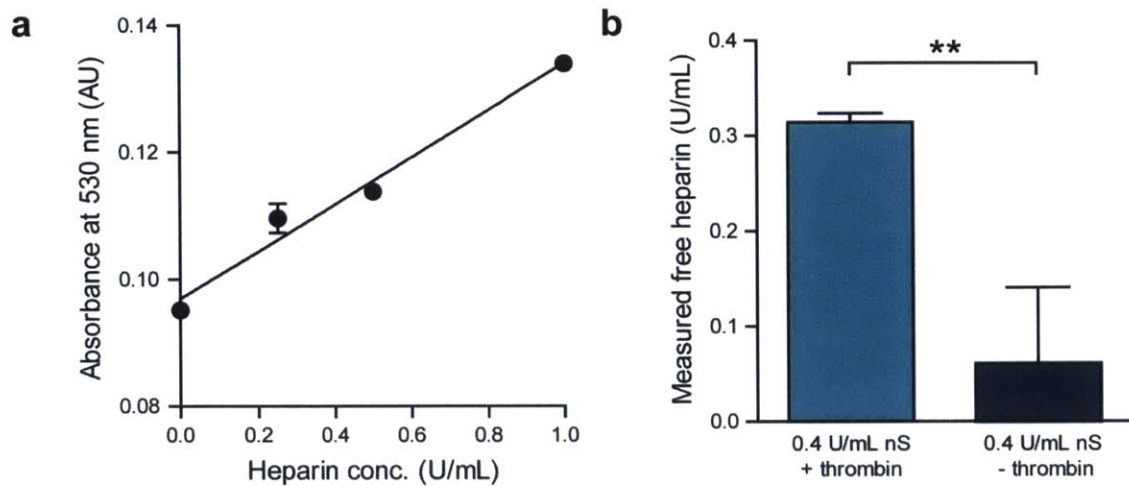 a
Absorbance at 530 nm (AU)
0.14
0.12
0.10
0.08
0.0 0.2 0.4 0.6 0.8 1.0
Heparin conc. (U/mL)
b
Measured free heparin (U/mL)
0.4
0.3
0.2
0.1
0.0
**
0.4 U/mL nS 0.4 U/mL nS
+ thrombin - thrombin